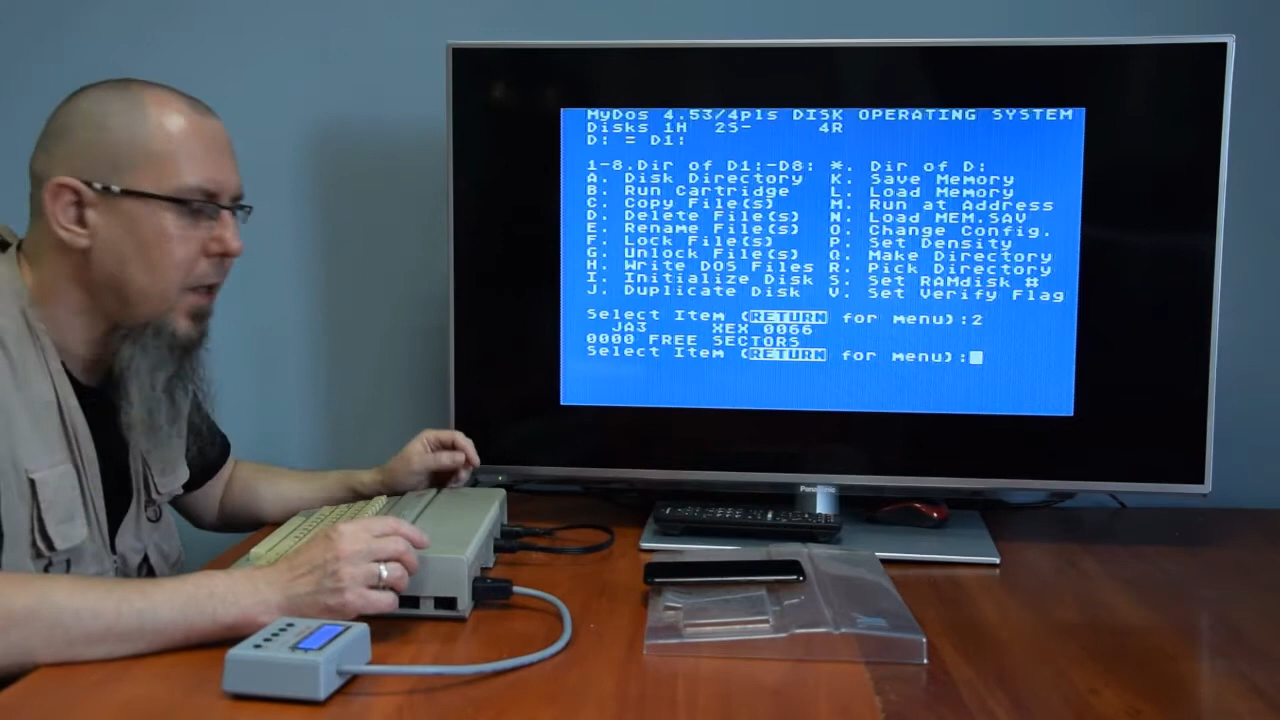 MyDos 4.53/4pls DISK OPERATING SYSTEM
Disks 1H 2S- 4R
D: = D1:
1-8.Dir of D1:-D8: *. Dir of D:
A. Disk Directory K. Save Memory
B. Run Cartridge L. Load Memory
C. Copy File(s) M. Run at Address
D. Delete File(s) N. Load MEM.SAV
E. Rename File(s) O. Change Config.
F. Lock File(s) P. Set Density
G. Unlock File(s) Q. Make Directory
H. Write DOS Files R. Pick Directory
I. Initialize Disk S. Set RAMdisk #
J. Duplicate Disk V. Set Verify Flag
Select Item (RETURN for menu):2
JA3 XEX 0066
0000 FREE SECTORS
Select Item (RETURN for menu):
Panasonic